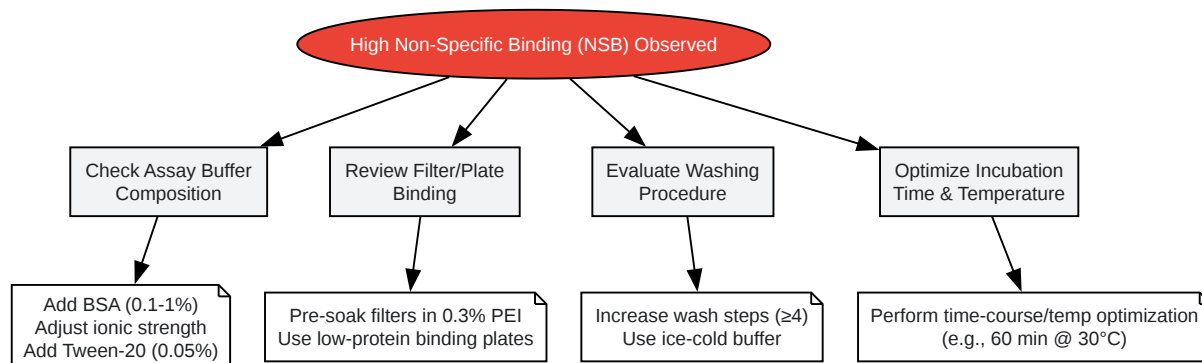 High Non-Specific Binding (NSB) Observed
Check Assay Buffer
Composition
Review Filter/Plate
Binding
Evaluate Washing
Procedure
Optimize Incubation
Time & Temperature
Add BSA (0.1-1%)
Adjust ionic strength
Add Tween-20 (0.05%)
Pre-soak filters in 0.3% PEI
Use low-protein binding plates
Increase wash steps (≥4)
Use ice-cold buffer
Perform time-course/temp optimization
(e.g., 60 min @ 30°C)